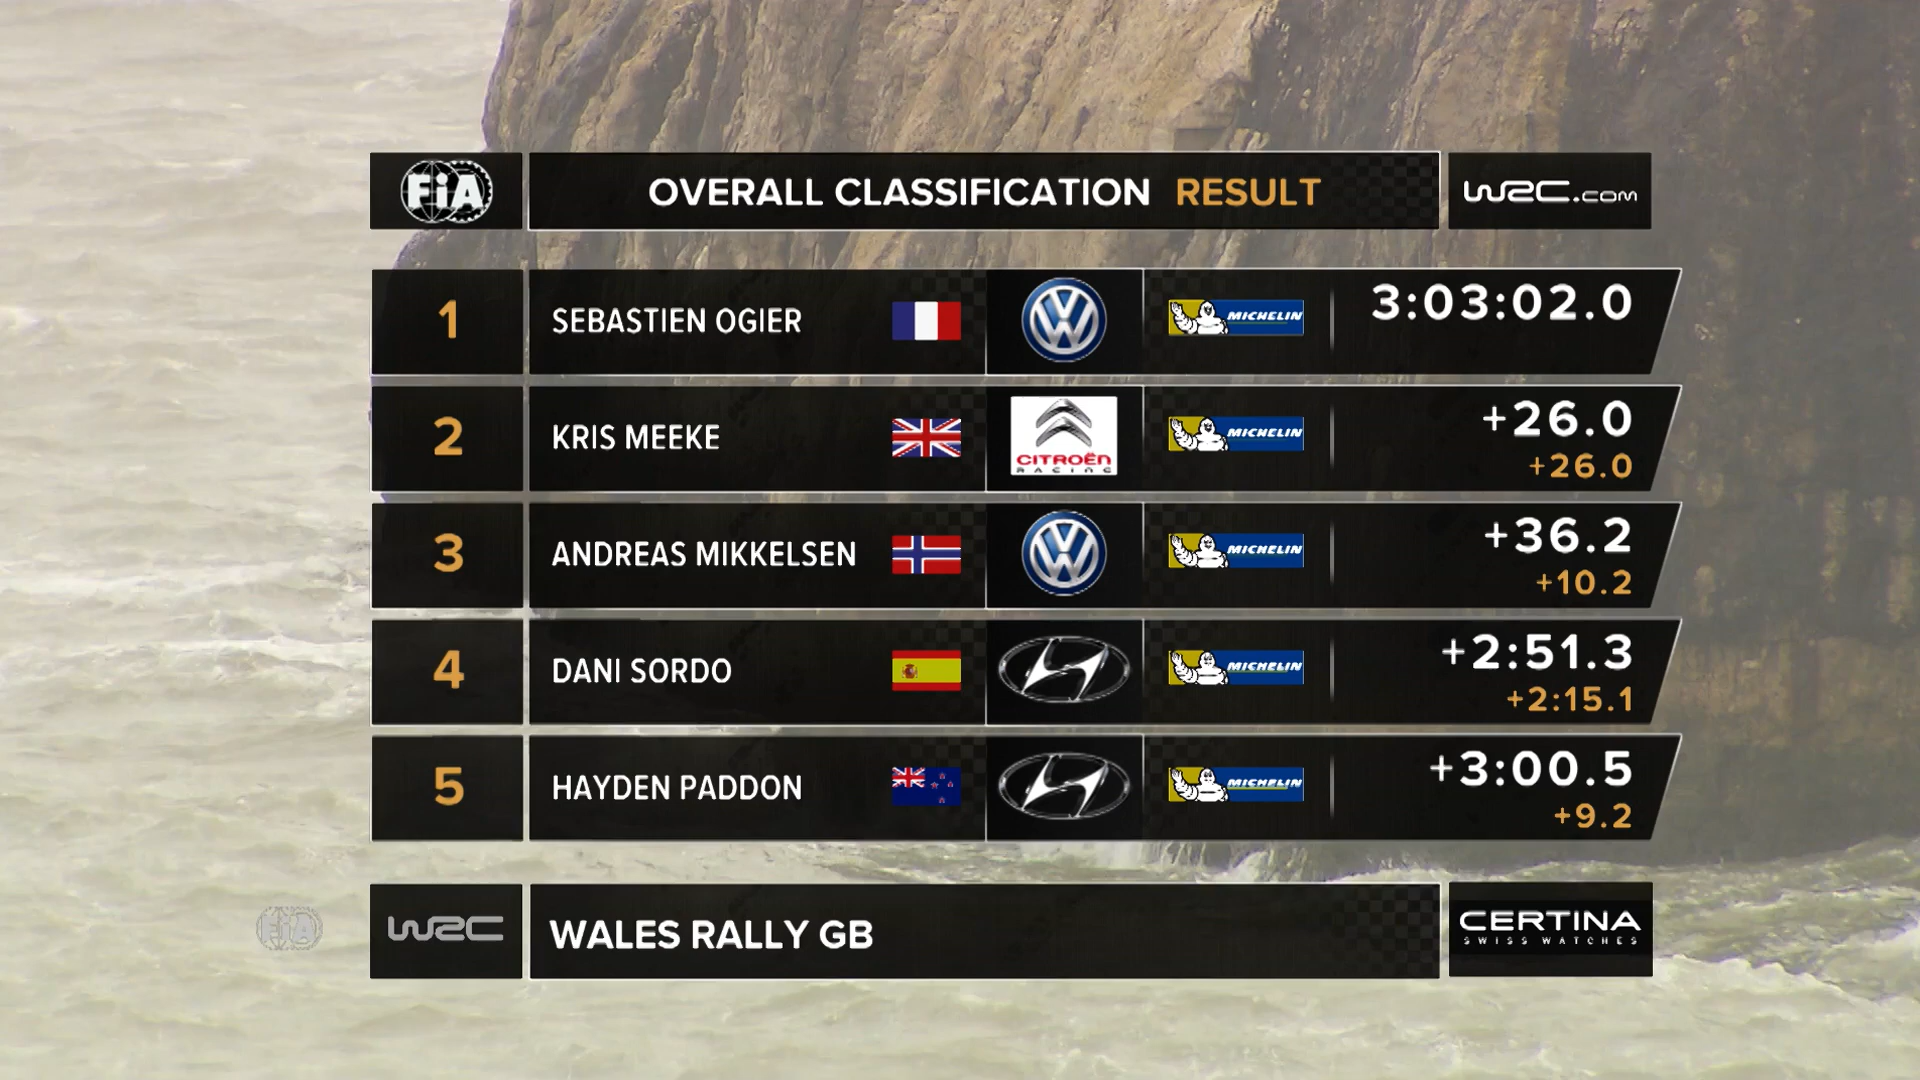 FiA OVERALL CLASSIFICATION RESULT WRC.com
1 SEBASTIEN OGIER MICHELIN 3:03:02.0
2 KRIS MEEKE CITROËN RACING MICHELIN +26.0
+26.0
3 ANDREAS MIKKELSEN MICHELIN +36.2
+10.2
4 DANI SORDO MICHELIN +2:51.3
+2:15.1
5 HAYDEN PADDON MICHELIN +3:00.5
+9.2
FiA WRC WALES RALLY GB CERTINA
SWISS WATCHES